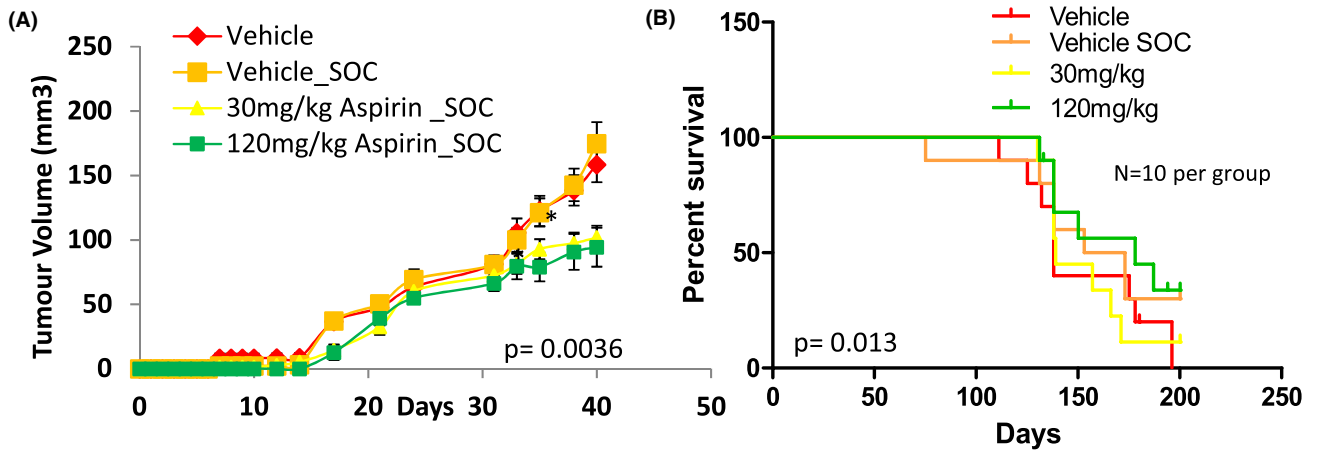 (A)
Vehicle
Vehicle_SOC
30mg/kg Aspirin _SOC
120mg/kg Aspirin_SOC
Tumour Volume (mm3)
250
200
150
100
50
0
*
*
p= 0.0036
0
10
20
Days
30
40
50
(B)
Vehicle
Vehicle SOC
30mg/kg
120mg/kg
N=10 per group
Percent survival
150
100
50
0
p= 0.013
0
50
100
150
200
250
Days